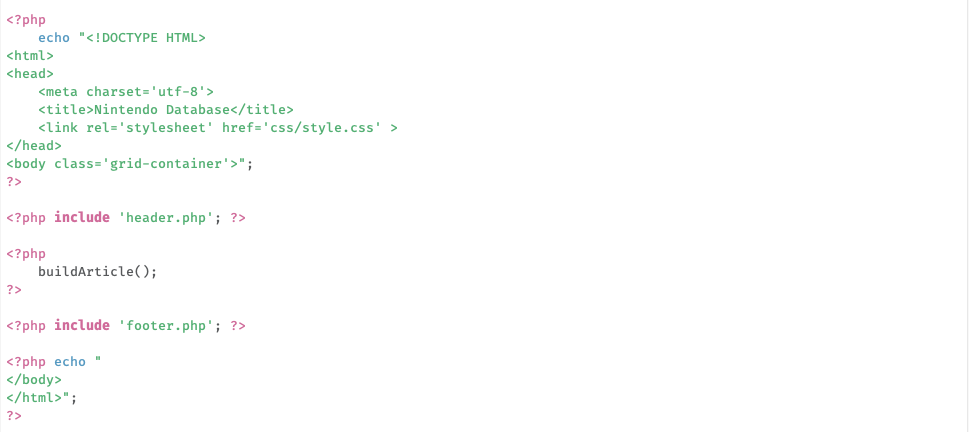 <?php
    echo "<!DOCTYPE HTML>
<html>
<head>
    <meta charset='utf-8'>
    <title>Nintendo Database</title>
    <link rel='stylesheet' href='css/style.css' >
</head>
<body class='grid-container'>";
?>

<?php include 'header.php'; ?>

<?php
    buildArticle();
?>

<?php include 'footer.php'; ?>

<?php echo "
</body>
</html>";
?>